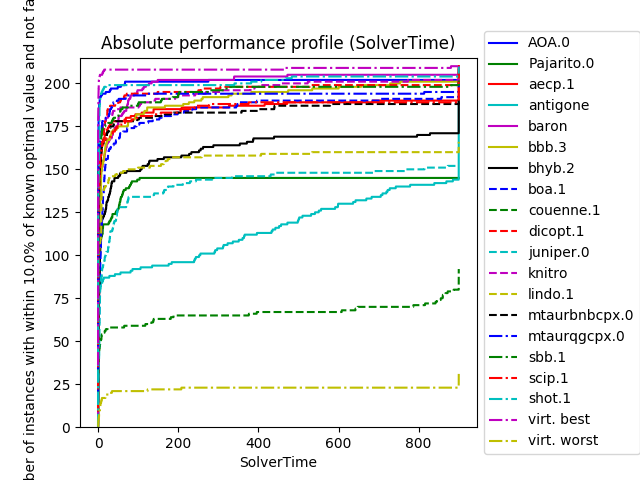 Absolute performance profile (SolverTime)
ber of instances with within 10.0% of known optimal value and not fa
200
175
150
125
100
75
50
25
0
0 200 400 600 800
SolverTime
AOA.0
Pajarito.0
aecp.1
antigone
baron
bbb.3
bhyb.2
boa.1
couenne.1
dicopt.1
juniper.0
knitro
lindo.1
mtaurbnbcpx.0
mtaurqgcpx.0
sbb.1
scip.1
shot.1
virt. best
virt. worst